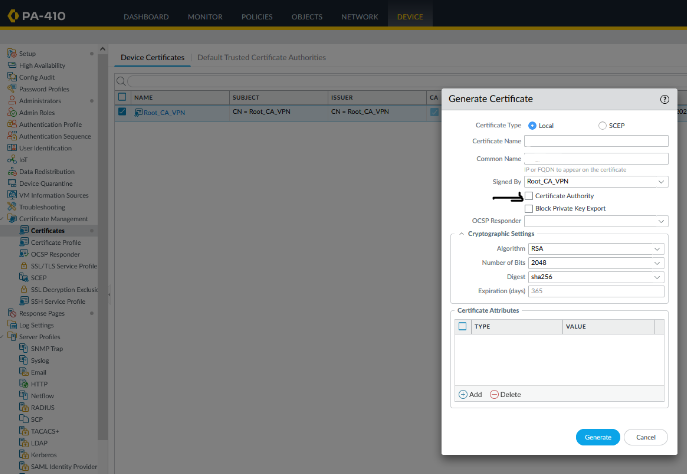 PA-410
DASHBOARD MONITOR POLICIES OBJECTS NETWORK DEVICE
Setup
High Availability
Config Audit
Password Profiles
Administrators
Admin Roles
Authentication Profile
Authentication Sequence
User Identification
IoT
Data Redistribution
Device Quarantine
VM Information Sources
Troubleshooting
Certificate Management
Certificates
Certificate Profile
OCSP Responder
SSL/TLS Service Profile
SCEP
SSL Decryption Exclusio
SSH Service Profile
Response Pages
Log Settings
Server Profiles
SNMP Trap
Syslog
Email
HTTP
Netflow
RADIUS
SCP
TACACS+
LDAP
Kerberos
SAML Identity Provider
Device Certificates Default Trusted Certificate Authorities
NAME SUBJECT ISSUER CA
Root_CA_VPN CN = Root_CA_VPN CN = Root_CA_VPN
Generate Certificate
Certificate Type Local SCEP
Certificate Name
Common Name
IP or FQDN to appear on the certificate
Signed By Root_CA_VPN
Certificate Authority
Block Private Key Export
OCSP Responder
Cryptographic Settings
Algorithm RSA
Number of Bits 2048
Digest sha256
Expiration (days) 365
Certificate Attributes
TYPE VALUE
Add Delete
Generate Cancel